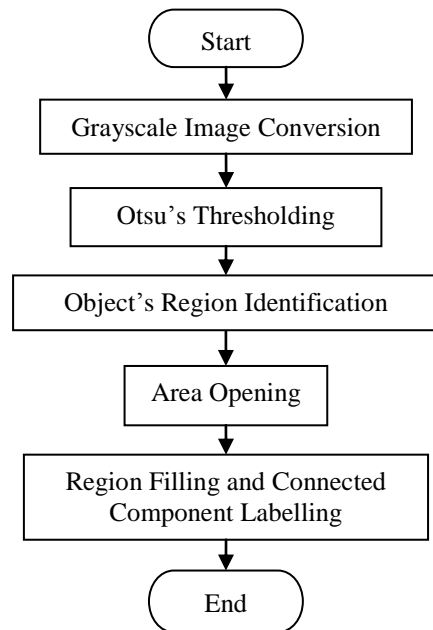 Start
Grayscale Image Conversion
Otsu’s Thresholding
Object’s Region Identification
Area Opening
Region Filling and Connected
Component Labelling
End